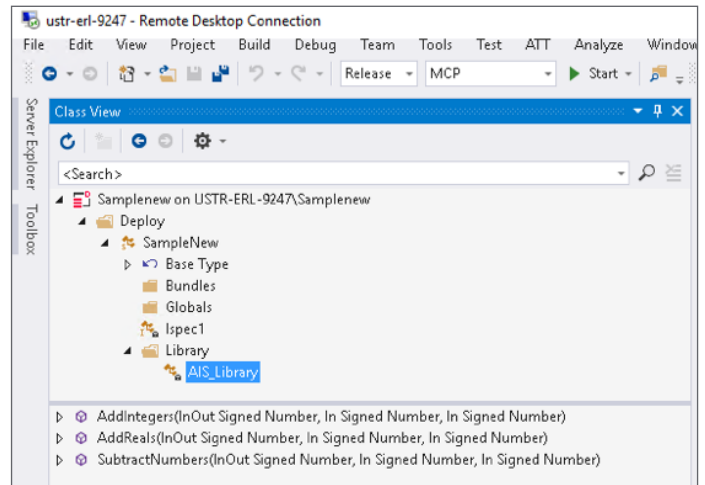 ustr-erl-9247 - Remote Desktop Connection
File Edit View Project Build Debug Team Tools Test ATT Analyze Window
Release MCP Start
Server Explorer
Toolbox
Class View
<Search>
Samplenew on USTR-ERL-9247\Samplenew
Deploy
SampleNew
Base Type
Bundles
Globals
Ispec1
Library
AIS_Library
AddIntegers(InOut Signed Number, In Signed Number, In Signed Number)
AddReals(InOut Signed Number, In Signed Number, In Signed Number)
SubtractNumbers(InOut Signed Number, In Signed Number, In Signed Number)